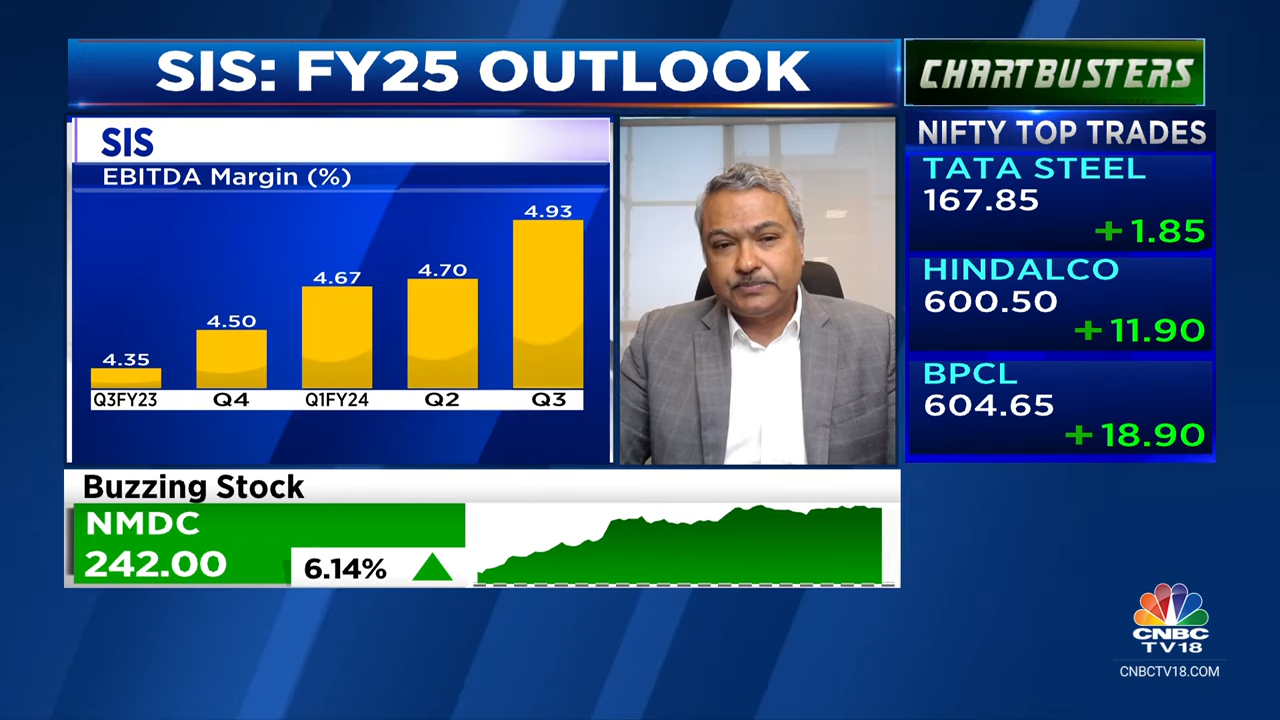 SIS: FY25 OUTLOOK
SIS
EBITDA Margin (%)
4.35
4.50
4.67
4.70
4.93
Q3FY23
Q4
Q1FY24
Q2
Q3
CHARTBUSTERS
NIFTY TOP TRADES
TATA STEEL
167.85
+ 1.85
HINDALCO
600.50
+ 11.90
BPCL
604.65
+ 18.90
Buzzing Stock
NMDC
242.00
6.14%
CNBC
TV18
CNBCTV18.COM